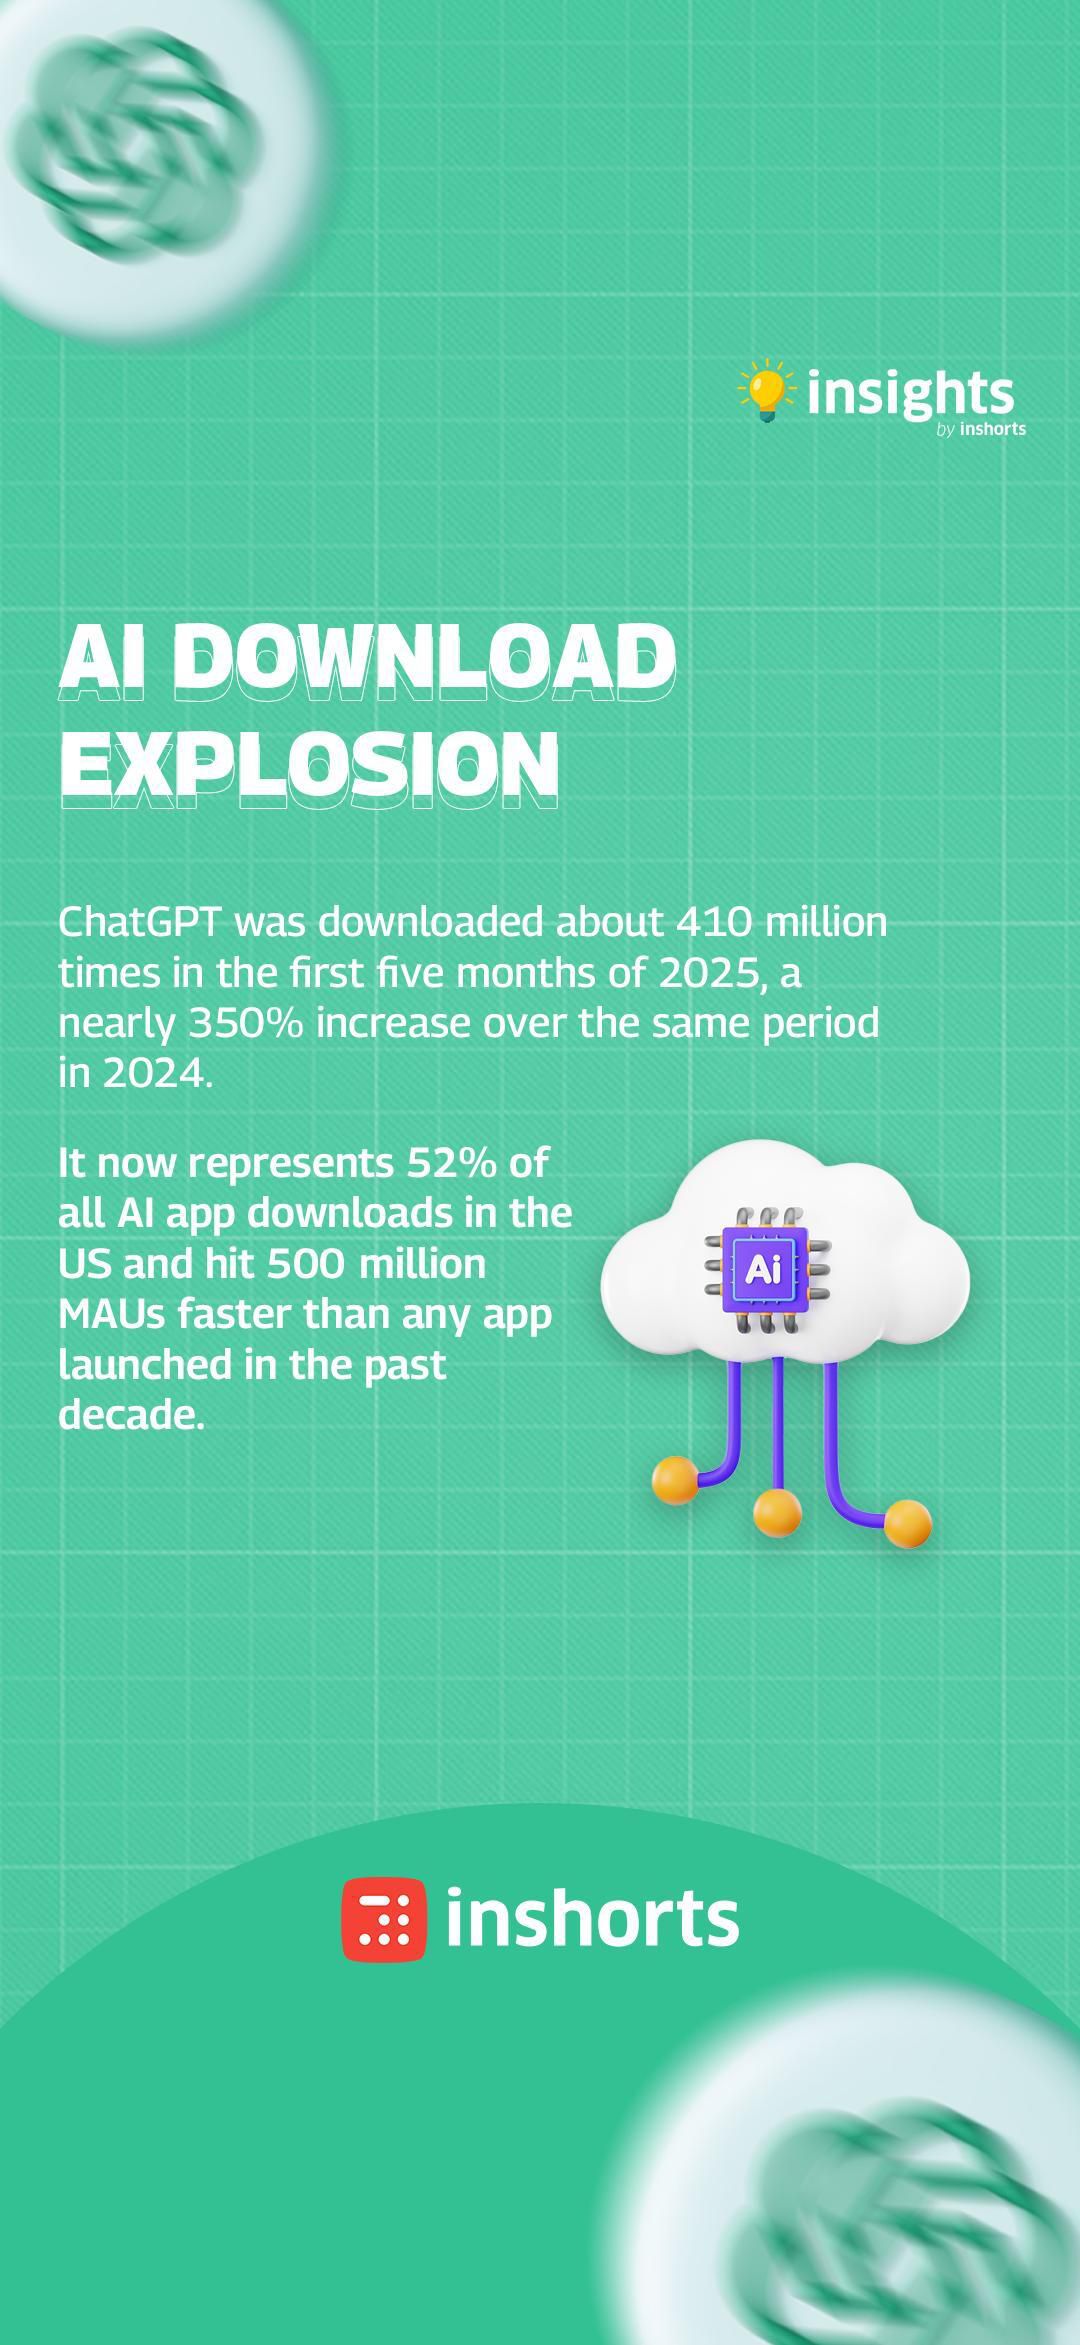 insights
by inshorts
AI DOWNLOAD
EXPLOSION
ChatGPT was downloaded about 410 million
times in the first five months of 2025, a
nearly 350% increase over the same period
in 2024.
It now represents 52% of
all AI app downloads in the
US and hit 500 million
MAUs faster than any app
launched in the past
decade.
Ai
inshorts